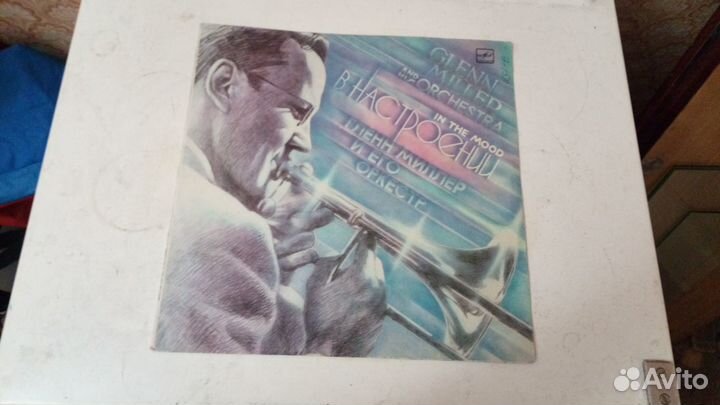 GLENN
MILLER
AND HIS ORCHESTRA
IN THE MOOD
В НАСТРОЕНИИ
ГЛЕНН МИЛЛЕР
И ЕГО
ОРКЕСТР
Avito